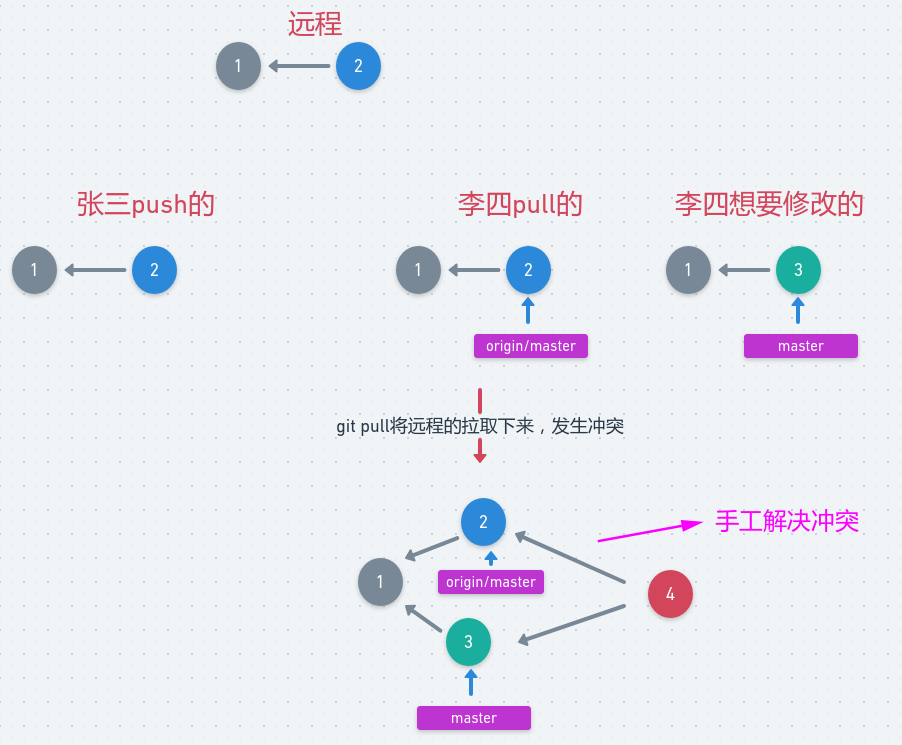 远程
1
2
张三push的
李四pull的
李四想要修改的
1
2
1
2
1
3
origin/master
master
git pull将远程的拉取下来，发生冲突
2
手工解决冲突
origin/master
1
4
3
master